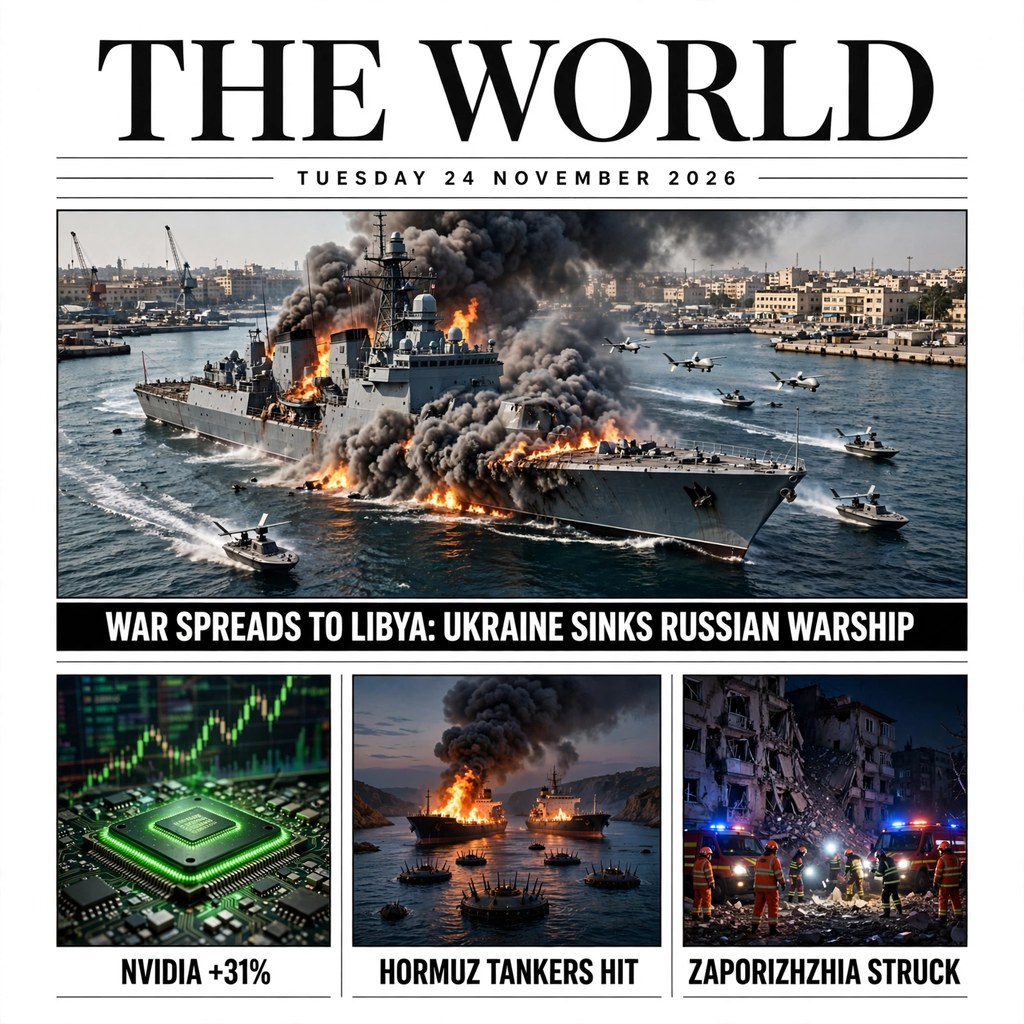 THE WORLD
TUESDAY 24 NOVEMBER 2026
WAR SPREADS TO LIBYA: UKRAINE SINKS RUSSIAN WARSHIP
NVIDIA +31%
HORMUZ TANKERS HIT
ZAPORIZHZHIA STRUCK